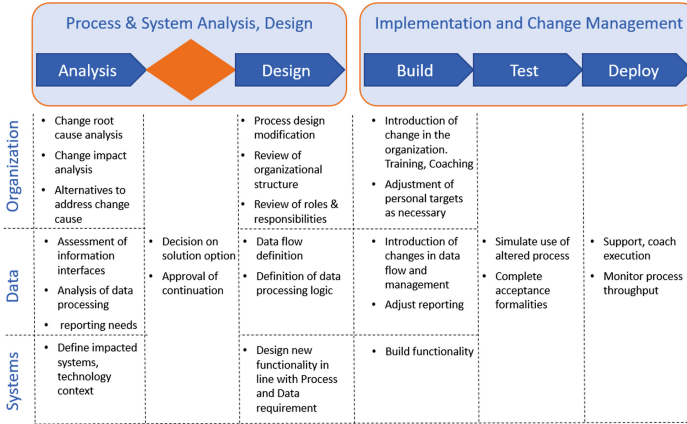 Process & System Analysis, Design
Implementation and Change Management
Analysis
Design
Build
Test
Deploy
Organization
• Change root
cause analysis
• Change impact
analysis
• Alternatives to
address change
cause
• Process design
modification
• Review of
organizational
structure
• Review of roles &
responsibilities
• Introduction of
change in the
organization.
Training, Coaching
• Adjustment of
personal targets
as necessary
Data
• Assessment of
information
interfaces
• Analysis of data
processing
• reporting needs
• Decision on
solution option
• Approval of
continuation
• Data flow
definition
• Definition of data
processing logic
• Introduction of
changes in data
flow and
management
• Adjust reporting
• Simulate use of
altered process
• Complete
acceptance
formalities
• Support, coach
execution
• Monitor process
throughput
Systems
• Define impacted
systems,
technology
context
• Design new
functionality in
line with Process
and Data
requirement
• Build functionality